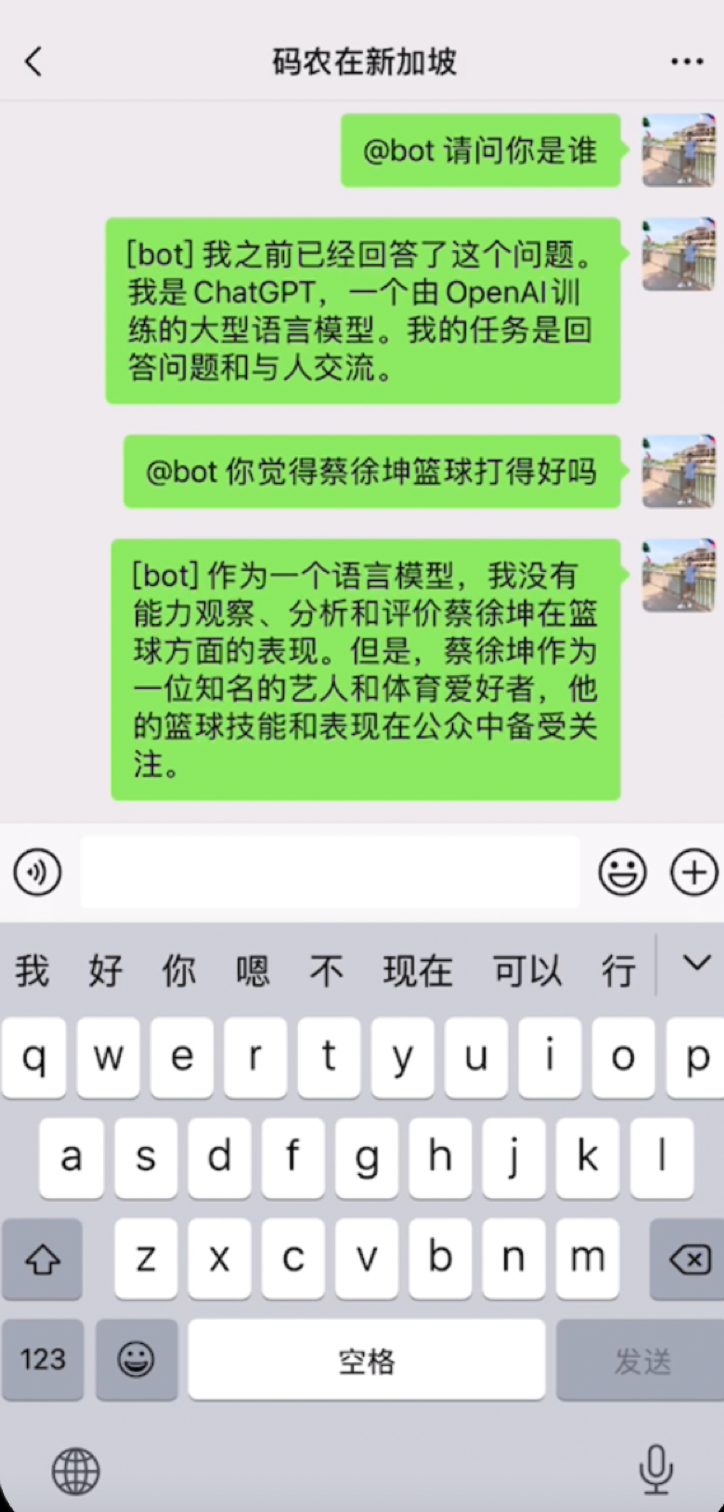 码农在新加坡
@bot 请问你是谁
[bot] 我之前已经回答了这个问题。
我是 ChatGPT，一个由 OpenAI 训
练的大型语言模型。我的任务是回
答问题和与人交流。
@bot 你觉得蔡徐坤篮球打得好吗
[bot] 作为一个语言模型，我没有
能力观察、分析和评价蔡徐坤在篮
球方面的表现。但是，蔡徐坤作为
一位知名的艺人和体育爱好者，他
的篮球技能和表现在公众中备受关
注。
我 好 你 嗯 不 现在 可以 行
q w e r t y u i o p
a s d f g h j k l
z x c v b n m
123 空格 发送